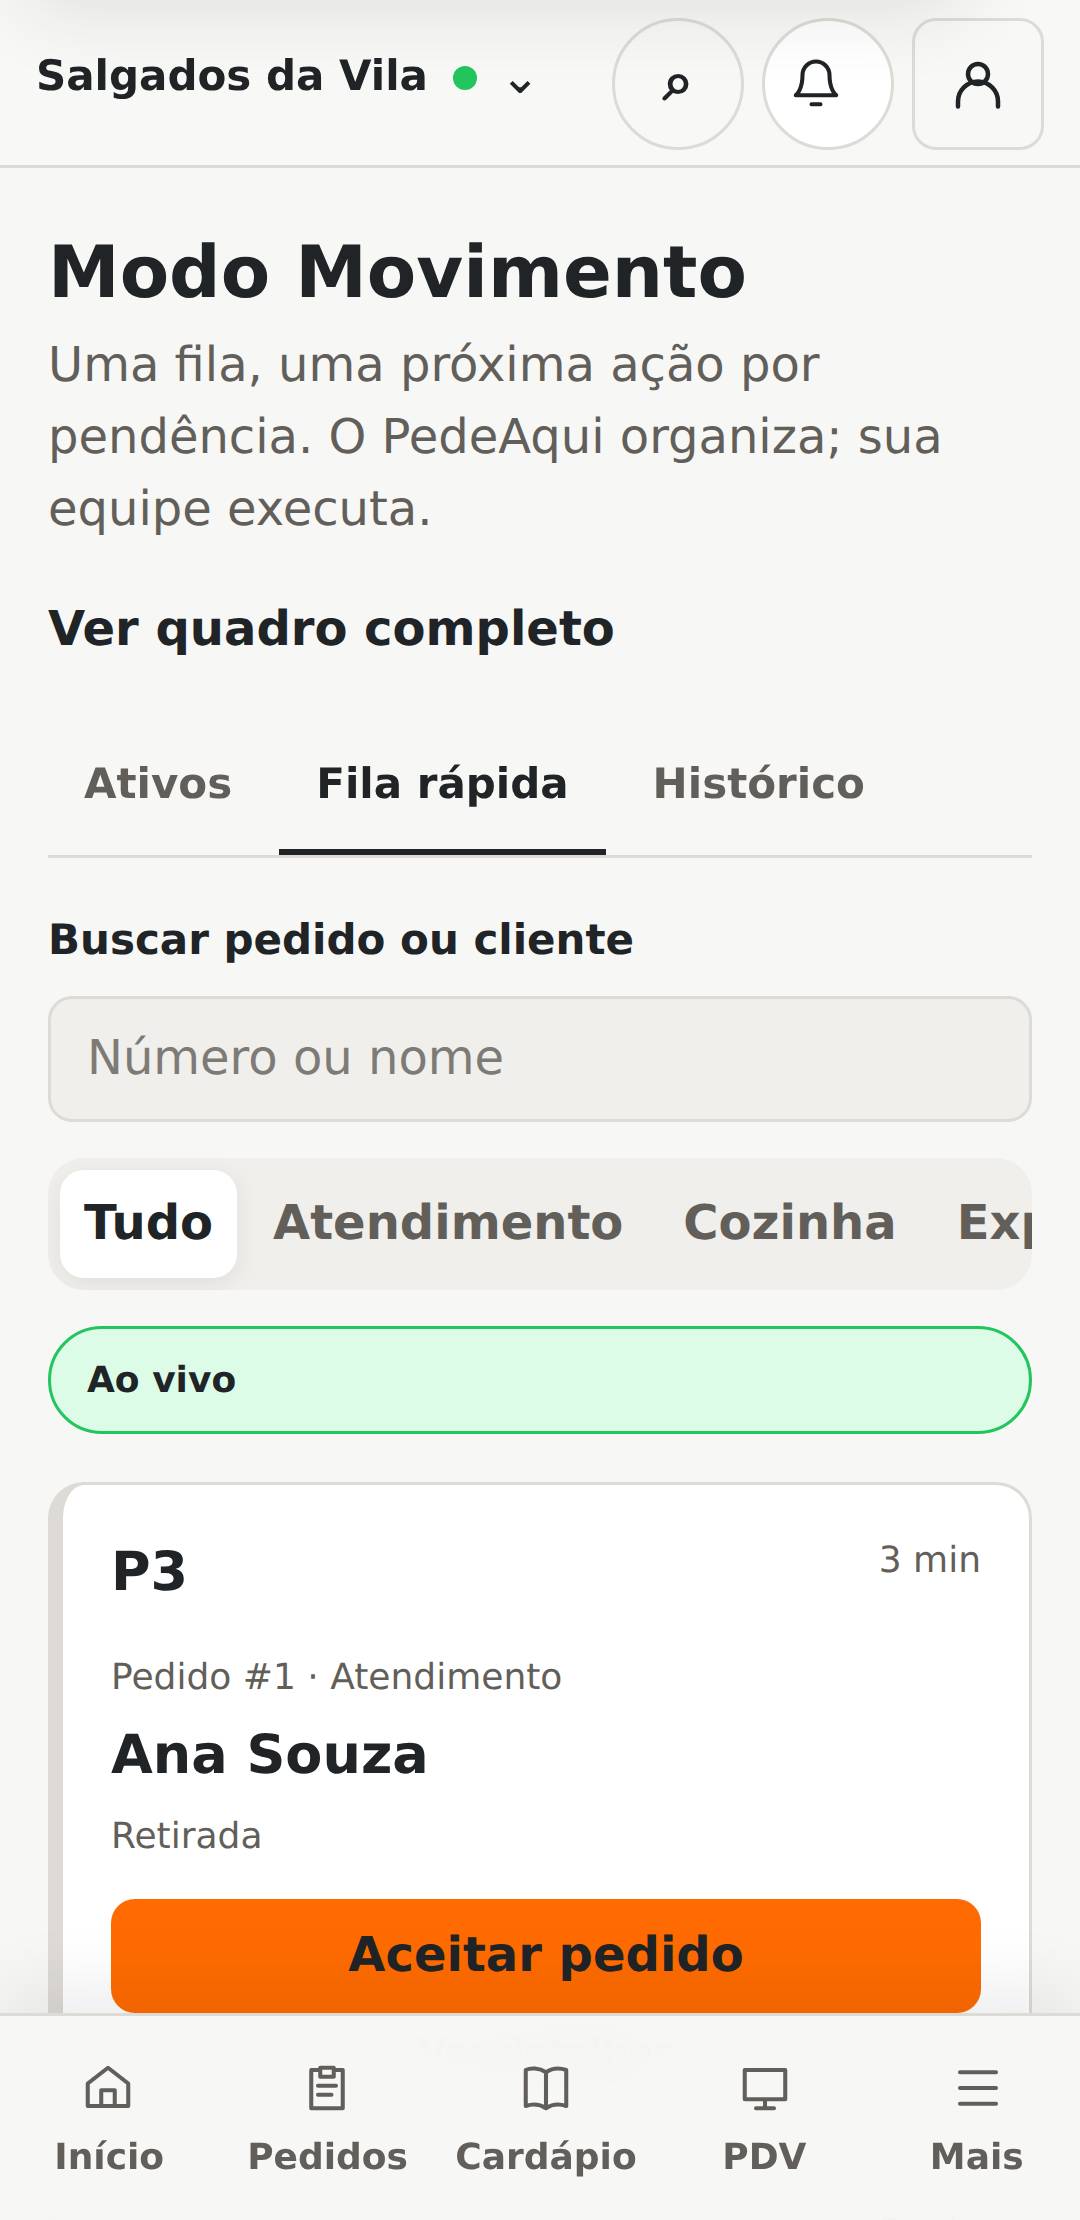 Salgados da Vila
Modo Movimento
Uma fila, uma próxima ação por
pendência. O PedeAqui organiza; sua
equipe executa.
Ver quadro completo
Ativos Fila rápida Histórico
Buscar pedido ou cliente
Número ou nome
Tudo Atendimento Cozinha
Ao vivo
P3 3 min
Pedido #1 · Atendimento
Ana Souza
Retirada
Aceitar pedido
Início Pedidos Cardápio PDV Mais